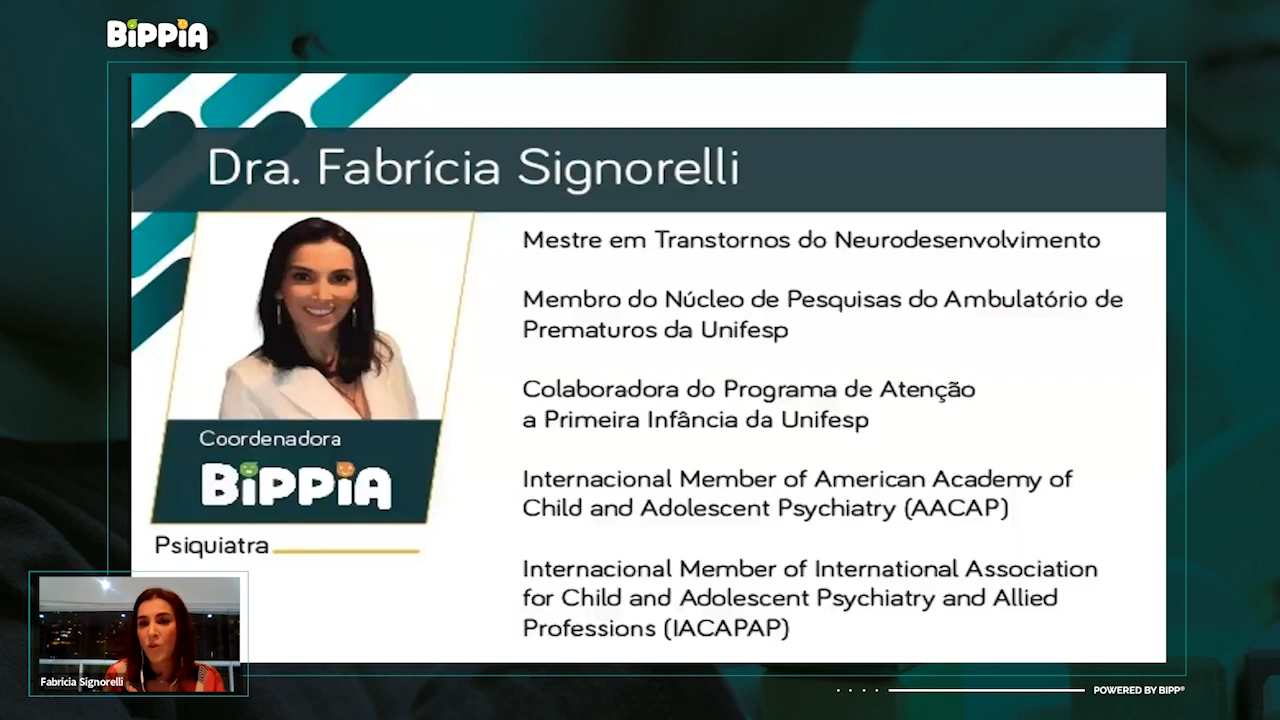 BiPPiA
Dra. Fabrícia Signorelli
Mestre em Transtornos do Neurodesenvolvimento
Membro do Núcleo de Pesquisas do Ambulatório de
Prematuros da Unifesp
Colaboradora do Programa de Atenção
a Primeira Infância da Unifesp
Internacional Member of American Academy of
Child and Adolescent Psychiatry (AACAP)
Internacional Member of International Association
for Child and Adolescent Psychiatry and Allied
Professions (IACAPAP)
Coordenadora
BiPPiA
Psiquiatra
Fabricia Signorelli
POWERED BY BIPP®